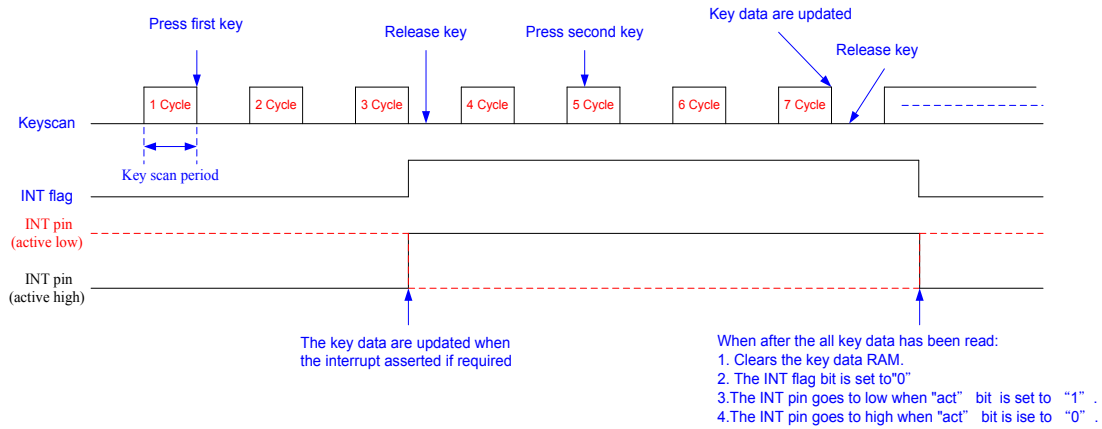 Key data are updated
Press first key
Release key
Press second key
Release key
1 Cycle
2 Cycle
3 Cycle
4 Cycle
5 Cycle
6 Cycle
7 Cycle
Keyscan
Key scan period
INT flag
INT pin
(active low)
INT pin
(active high)
The key data are updated when
the interrupt asserted if required
When after the all key data has been read:
1. Clears the key data RAM.
2. The INT flag bit is set to"0”
3.The INT pin goes to low when "act” bit is set to “1” .
4.The INT pin goes to high when "act” bit is ise to “0” .